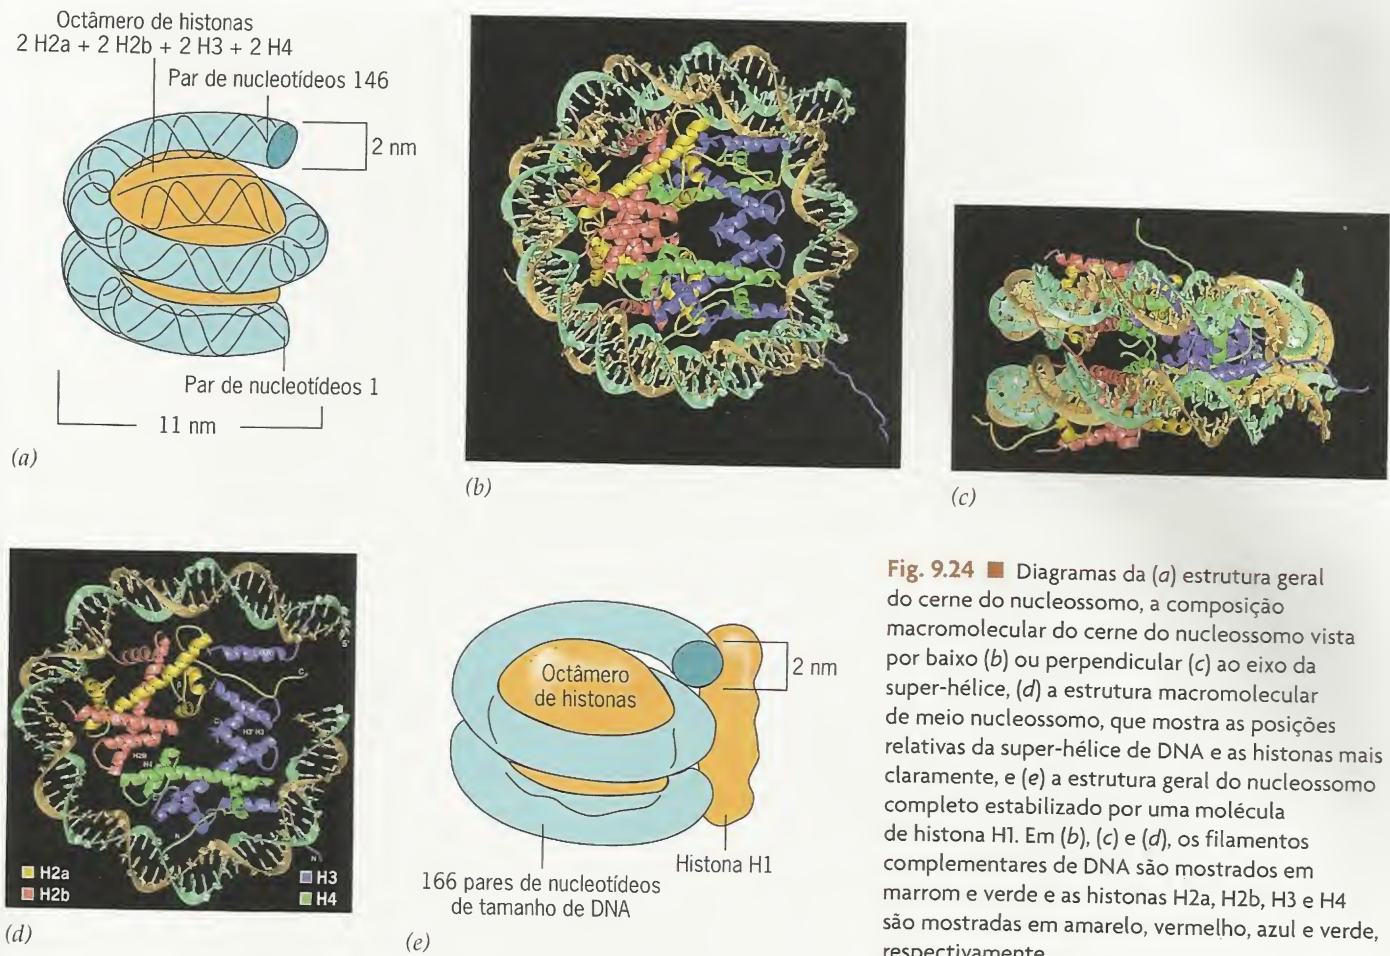 Octâmero de histonas
2 H2a + 2 H2b + 2 H3 + 2 H4
Par de nucleotídeos 146
2 nm
Par de nucleotídeos 1
11 nm
(a)
(b)
(c)
H2a
H2b
H3
H4
(d)
Octâmero
de histonas
2 nm
Histona H1
166 pares de nucleotídeos
de tamanho de DNA
(e)
Fig. 9.24 ■ Diagramas da (a) estrutura geral
do cerne do nucleossomo, a composição
macromolecular do cerne do nucleossomo vista
por baixo (b) ou perpendicular (c) ao eixo da
super-hélice, (d) a estrutura macromolecular
de meio nucleossomo, que mostra as posições
relativas da super-hélice de DNA e as histonas mais
claramente, e (e) a estrutura geral do nucleossomo
completo estabilizado por uma molécula
de histona H1. Em (b), (c) e (d), os filamentos
complementares de DNA são mostrados em
marrom e verde e as histonas H2a, H2b, H3 e H4
são mostradas em amarelo, vermelho, azul e verde,
respectivamente